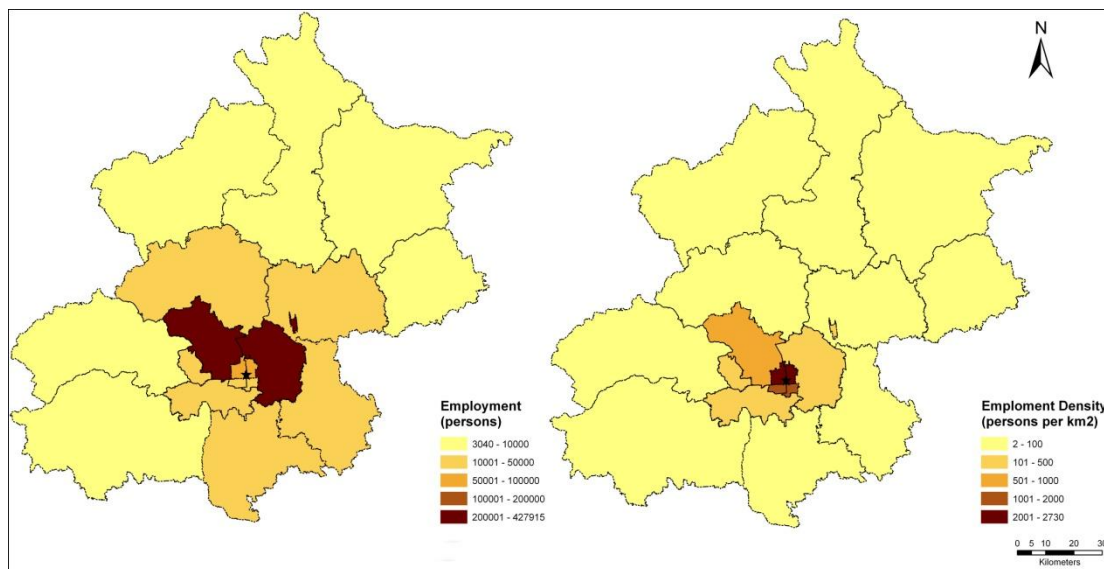 N
Employment
(persons)
3040 - 10000
10001 - 50000
50001 - 100000
100001 - 200000
200001 - 427915
Emploment Density
(persons per km2)
2 - 100
101 - 500
501 - 1000
1001 - 2000
2001 - 2730
0 5 10 20 30
Kilometers